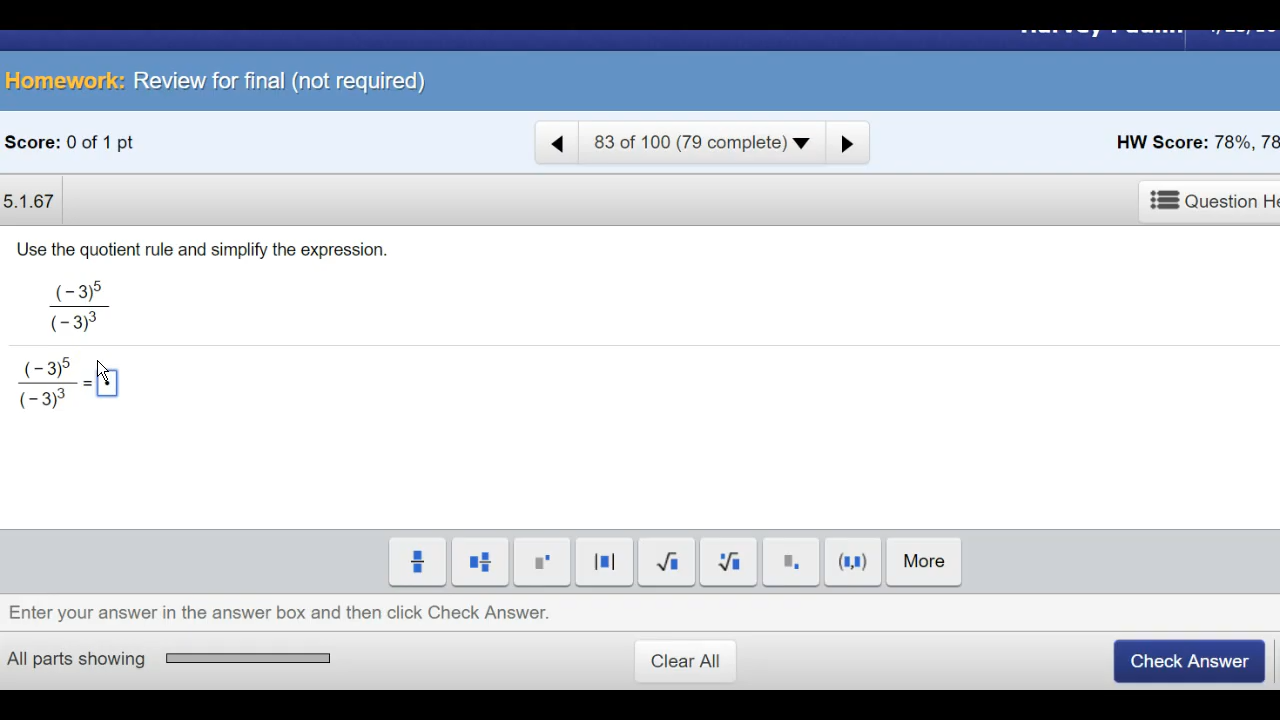 Homework: Review for final (not required)
Score: 0 of 1 pt
83 of 100 (79 complete)
HW Score: 78%, 78
5.1.67
Question He
Use the quotient rule and simplify the expression.
(− 3)⁵
(− 3)³
(− 3)⁵
(− 3)³
=
More
Enter your answer in the answer box and then click Check Answer.
All parts showing
Clear All
Check Answer